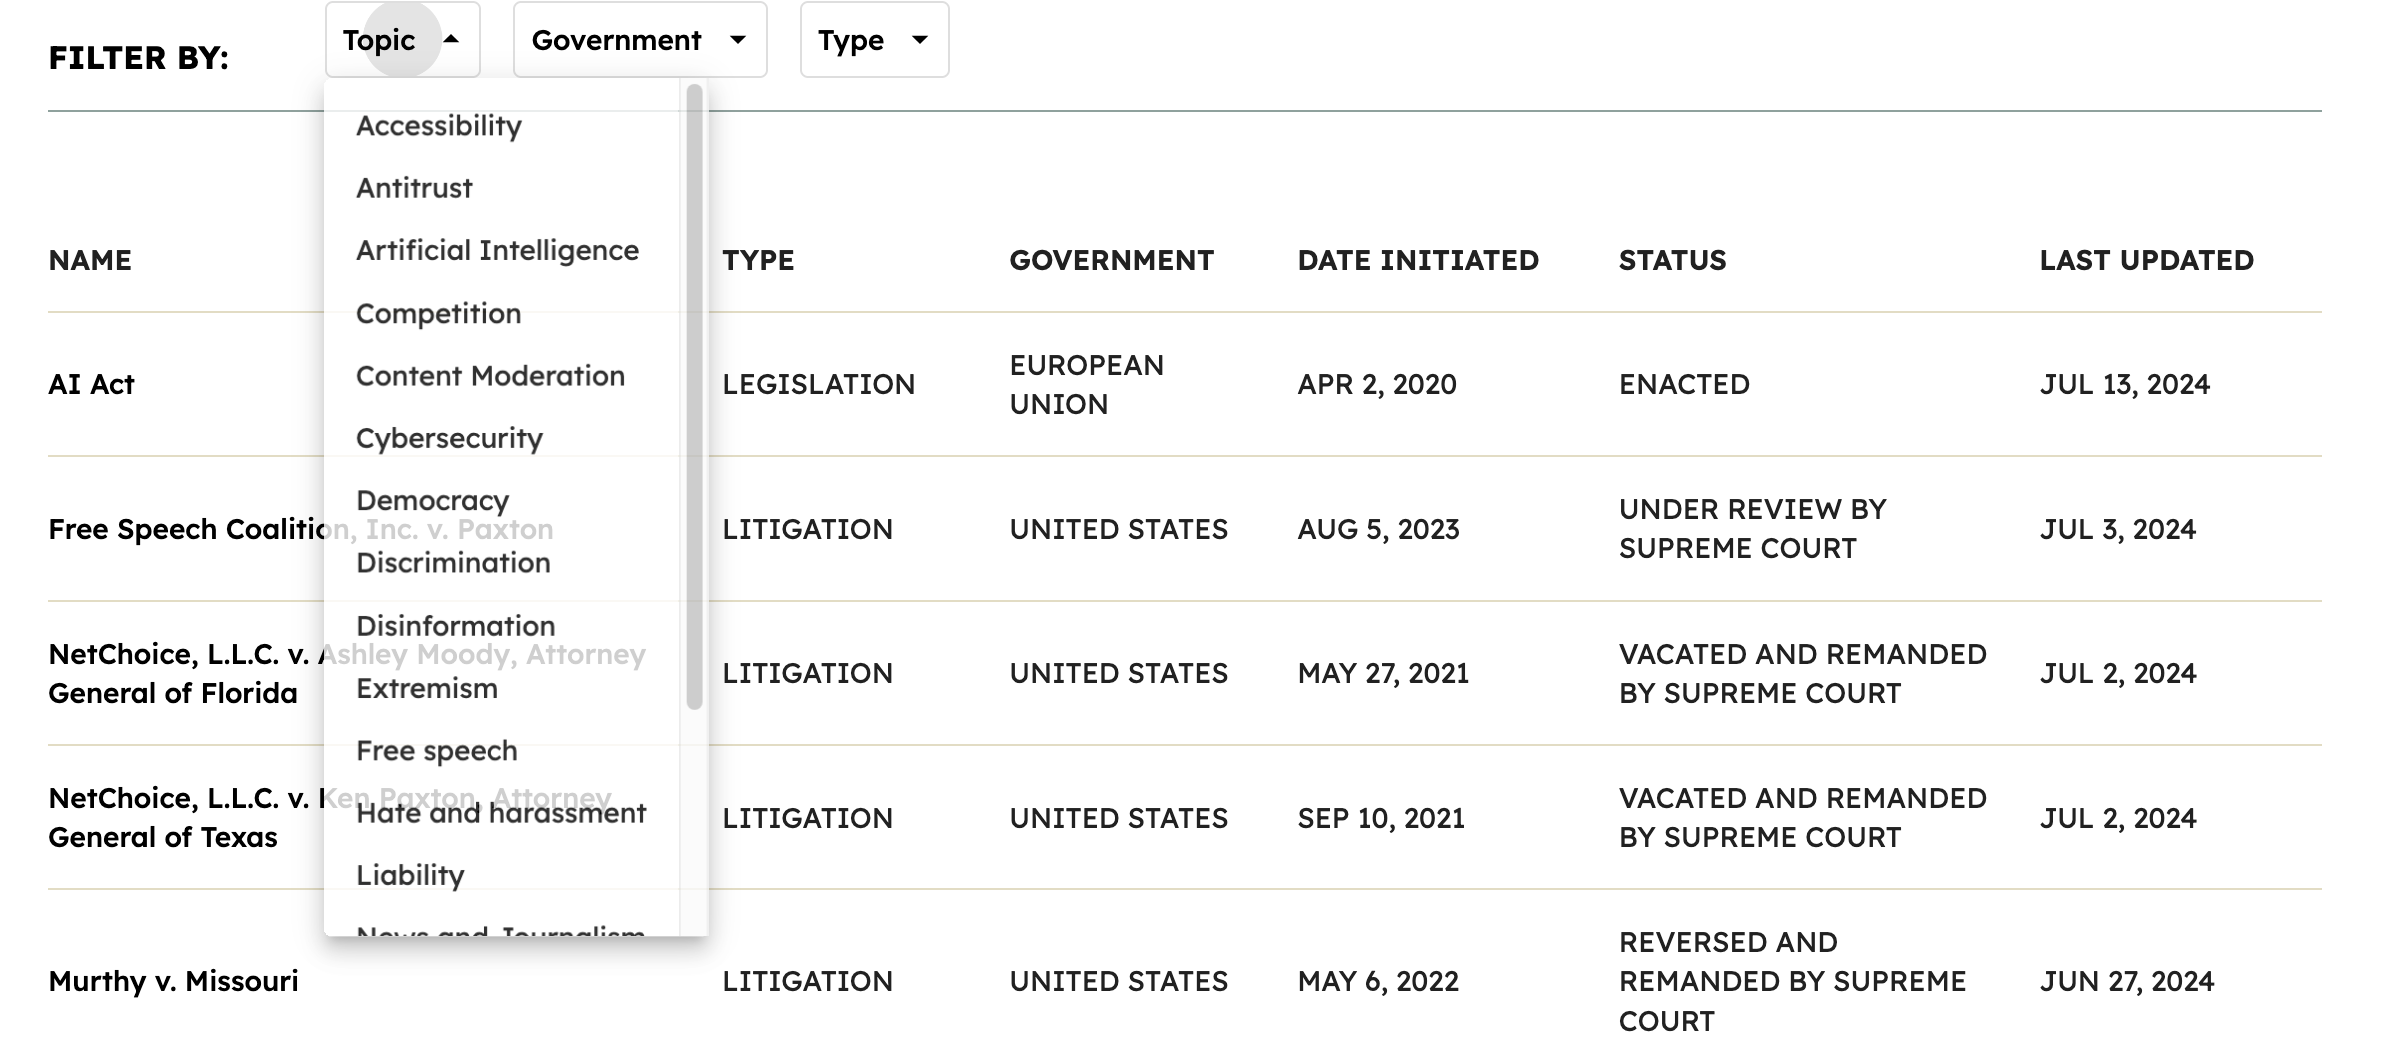 FILTER BY:
Topic
Government
Type
Accessibility
Antitrust
Artificial Intelligence
Competition
Content Moderation
Cybersecurity
Democracy
Discrimination
Disinformation
Extremism
Free speech
Hate and harassment
Liability
News and Journalism
NAME
TYPE
GOVERNMENT
DATE INITIATED
STATUS
LAST UPDATED
AI Act
LEGISLATION
EUROPEAN
UNION
APR 2, 2020
ENACTED
JUL 13, 2024
Free Speech Coalition, Inc. v. Paxton
LITIGATION
UNITED STATES
AUG 5, 2023
UNDER REVIEW BY
SUPREME COURT
JUL 3, 2024
NetChoice, L.L.C. v. Ashley Moody, Attorney
General of Florida
LITIGATION
UNITED STATES
MAY 27, 2021
VACATED AND REMANDED
BY SUPREME COURT
JUL 2, 2024
NetChoice, L.L.C. v. Ken Paxton, Attorney
General of Texas
LITIGATION
UNITED STATES
SEP 10, 2021
VACATED AND REMANDED
BY SUPREME COURT
JUL 2, 2024
Murthy v. Missouri
LITIGATION
UNITED STATES
MAY 6, 2022
REVERSED AND
REMANDED BY SUPREME
COURT
JUN 27, 2024